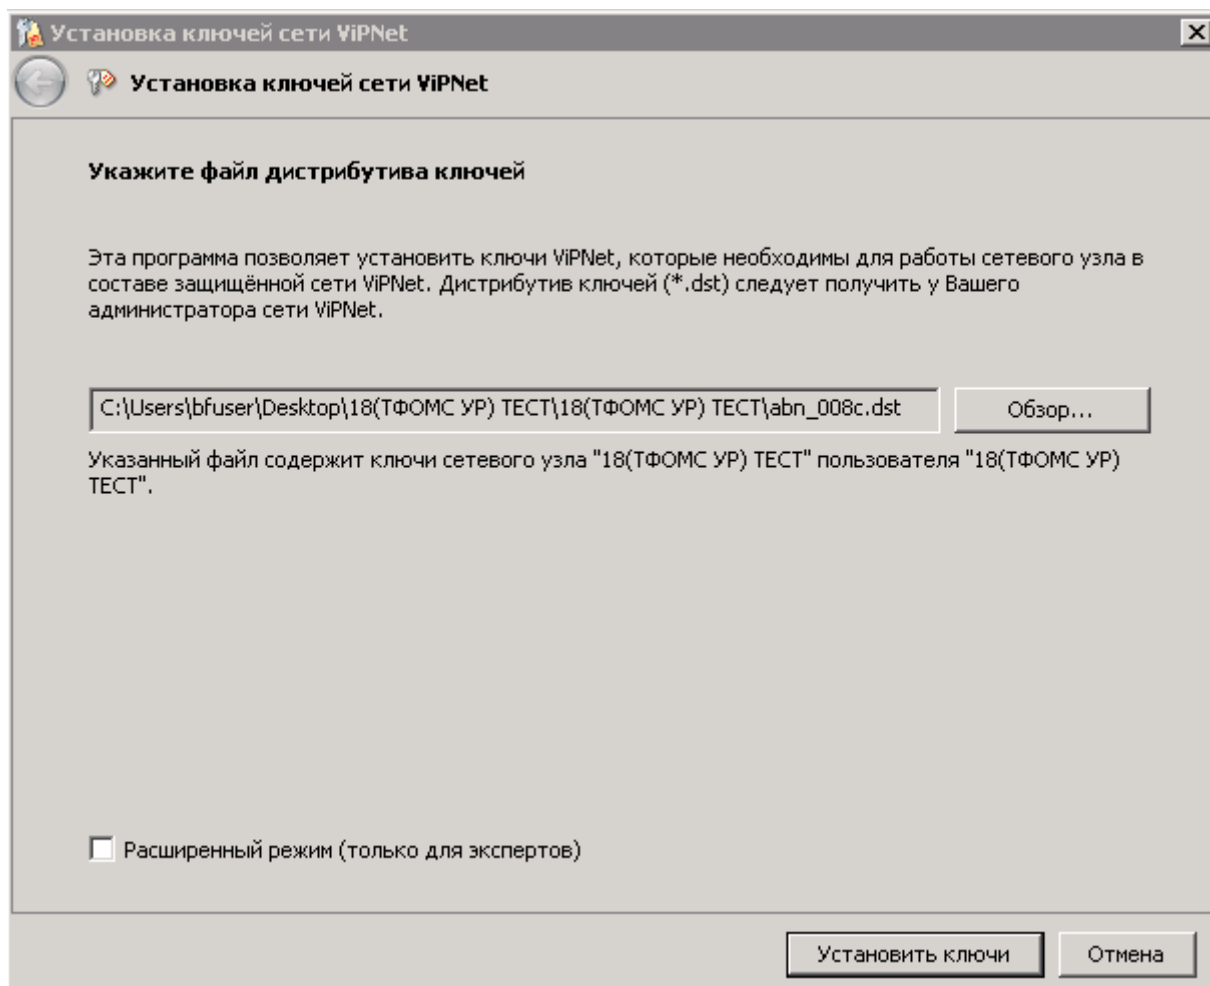 Установка ключей сети ViPNet
Установка ключей сети ViPNet
Укажите файл дистрибутива ключей
Эта программа позволяет установить ключи ViPNet, которые необходимы для работы сетевого узла в
составе защищённой сети ViPNet. Дистрибутив ключей (*.dst) следует получить у Вашего
администратора сети ViPNet.
C:\Users\bfuser\Desktop\18(ТФОМС УР) ТЕСТ\18(ТФОМС УР) ТЕСТ\abn_008c.dst
Обзор...
Указанный файл содержит ключи сетевого узла "18(ТФОМС УР) ТЕСТ" пользователя "18(ТФОМС УР)
ТЕСТ".
Расширенный режим (только для экспертов)
Установить ключи
Отмена